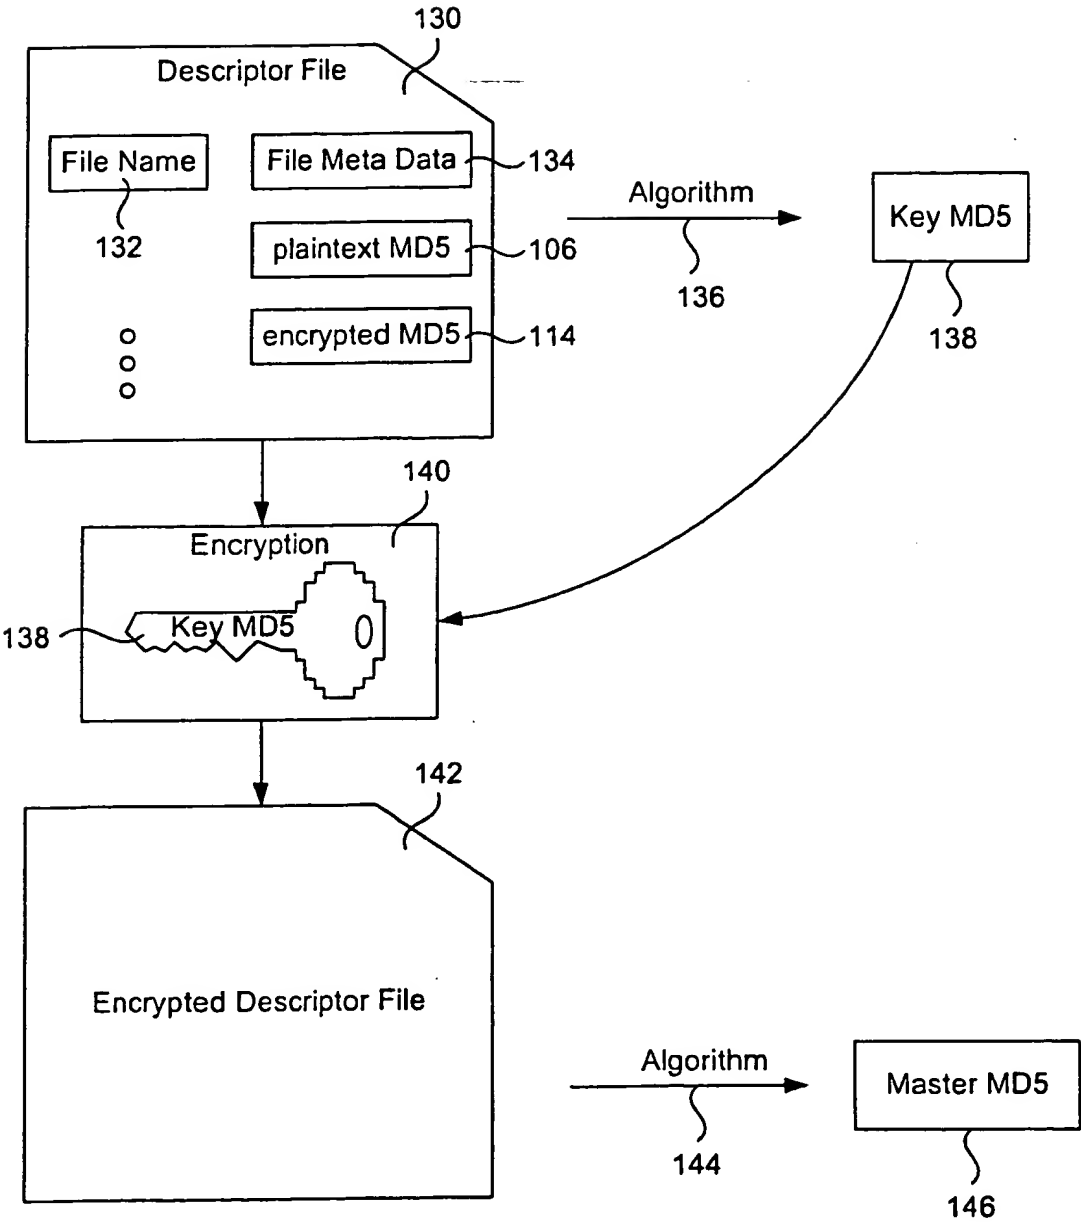 130
Descriptor File
File Name
File Meta Data
134
132
plaintext MD5
106
encrypted MD5
114
Algorithm
136
Key MD5
138
140
Encryption
Key MD5
138
142
Encrypted Descriptor File
Algorithm
144
Master MD5
146